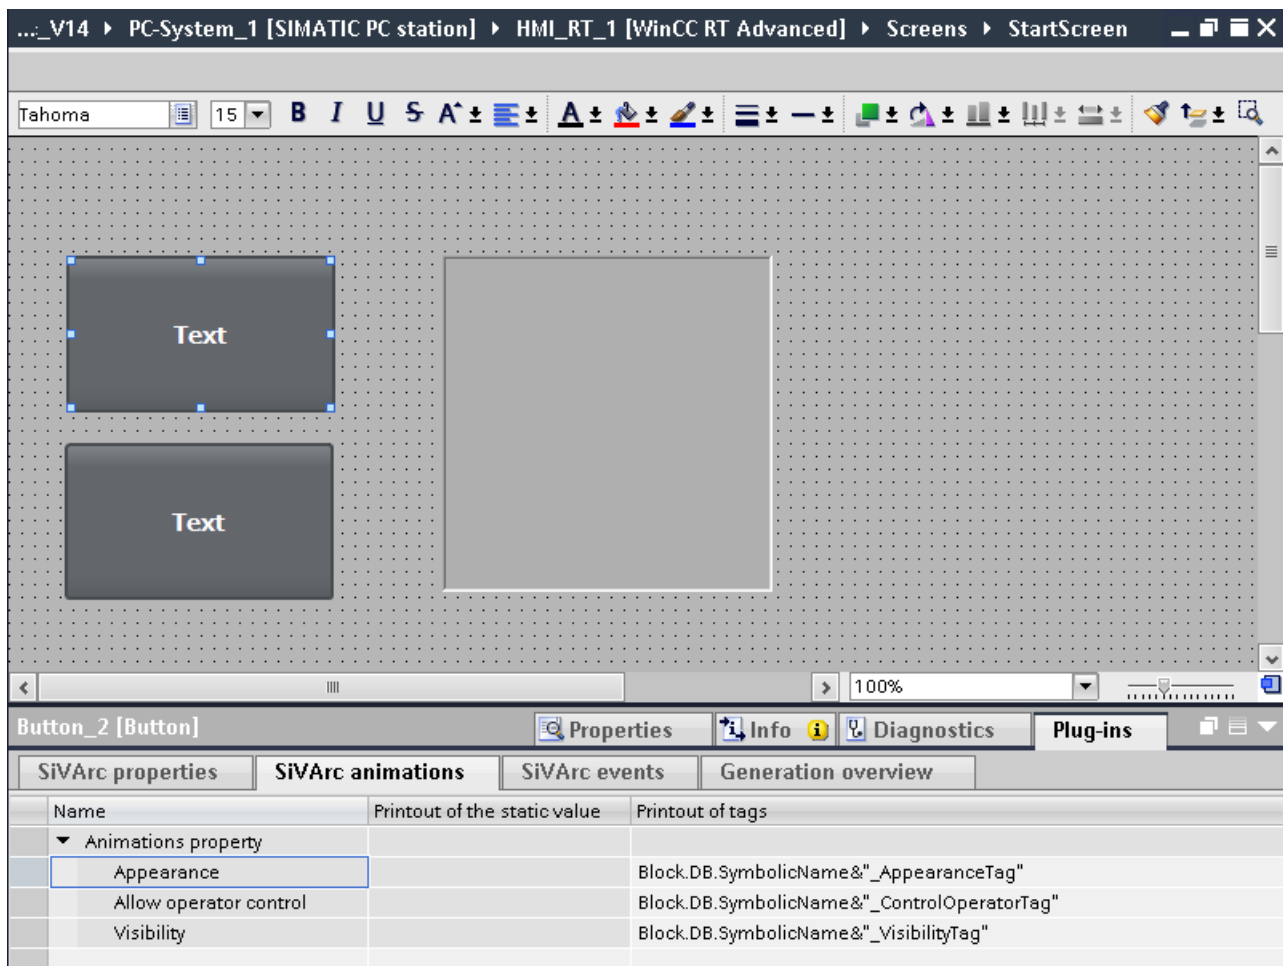 ...:_V14 ▸ PC-System_1 [SIMATIC PC station] ▸ HMI_RT_1 [WinCC RT Advanced] ▸ Screens ▸ StartScreen
Tahoma 15 B I U S A A
Text
Text
100%
Button_2 [Button] Properties Info Diagnostics Plug-ins
SiVArc properties SiVArc animations SiVArc events Generation overview
Name Printout of the static value Printout of tags
Animations property
Appearance Block.DB.SymbolicName&"_AppearanceTag"
Allow operator control Block.DB.SymbolicName&"_ControlOperatorTag"
Visibility Block.DB.SymbolicName&"_VisibilityTag"